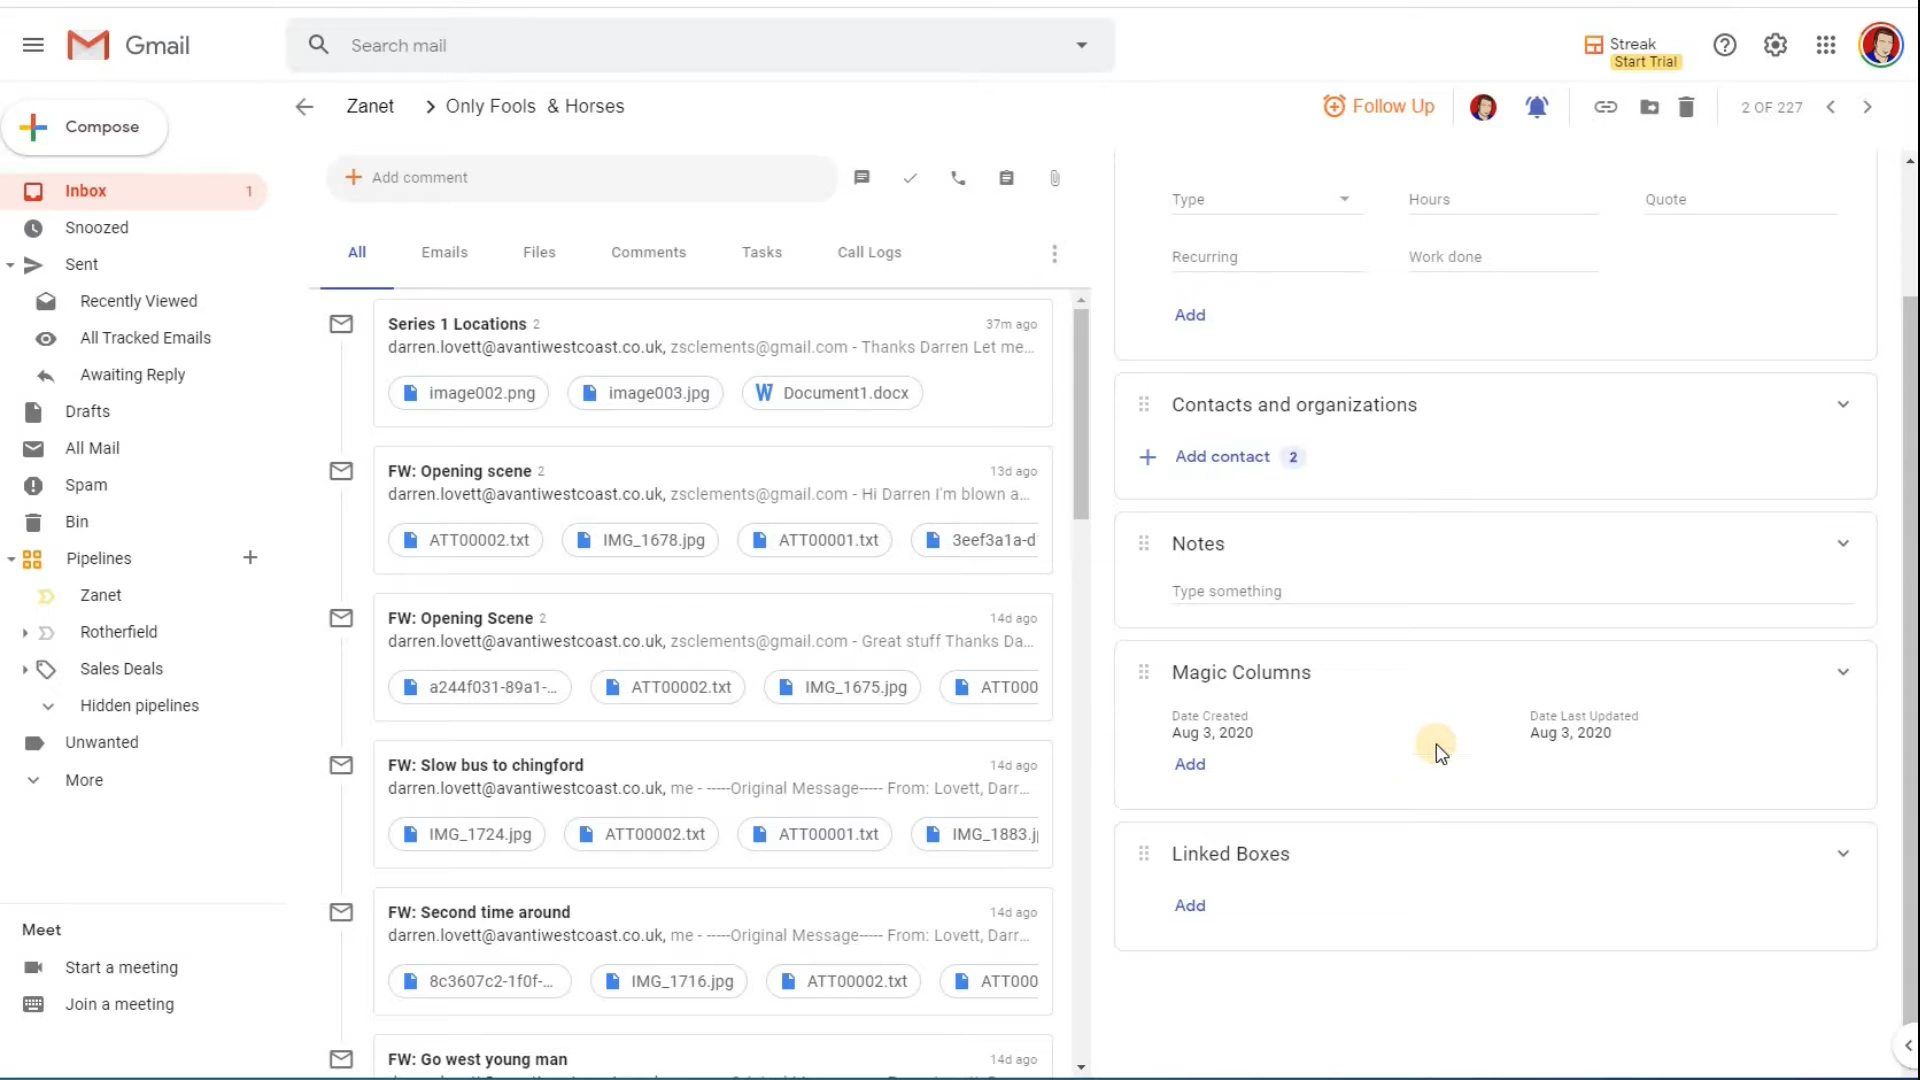 Gmail
Search mail
Streak
Start Trial
Compose
Zanet
Only Fools & Horses
Follow Up
2 OF 227
Inbox
1
Snoozed
Sent
Recently Viewed
All Tracked Emails
Awaiting Reply
Drafts
All Mail
Spam
Bin
Pipelines
Zanet
Rotherfield
Sales Deals
Hidden pipelines
Unwanted
More
Meet
Start a meeting
Join a meeting
Add comment
All
Emails
Files
Comments
Tasks
Call Logs
Series 1 Locations 2
37m ago
darren.lovett@avantiwestcoast.co.uk, zsclements@gmail.com - Thanks Darren Let me...
image002.png
image003.jpg
Document1.docx
FW: Opening scene 2
13d ago
darren.lovett@avantiwestcoast.co.uk, zsclements@gmail.com - Hi Darren I'm blown a...
ATT00002.txt
IMG_1678.jpg
ATT00001.txt
3eef3a1a-d
FW: Opening Scene 2
14d ago
darren.lovett@avantiwestcoast.co.uk, zsclements@gmail.com - Great stuff Thanks Da...
a244f031-89a1-...
ATT00002.txt
IMG_1675.jpg
ATT000
FW: Slow bus to chingford
14d ago
darren.lovett@avantiwestcoast.co.uk, me - -----Original Message----- From: Lovett, Darr...
IMG_1724.jpg
ATT00002.txt
ATT00001.txt
IMG_1883.j
FW: Second time around
14d ago
darren.lovett@avantiwestcoast.co.uk, me - -----Original Message----- From: Lovett, Darr...
8c3607c2-1f0f-...
IMG_1716.jpg
ATT00002.txt
ATT000
FW: Go west young man
14d ago
Type
Hours
Quote
Recurring
Work done
Add
Contacts and organizations
Add contact 2
Notes
Type something
Magic Columns
Date Created
Aug 3, 2020
Date Last Updated
Aug 3, 2020
Add
Linked Boxes
Add